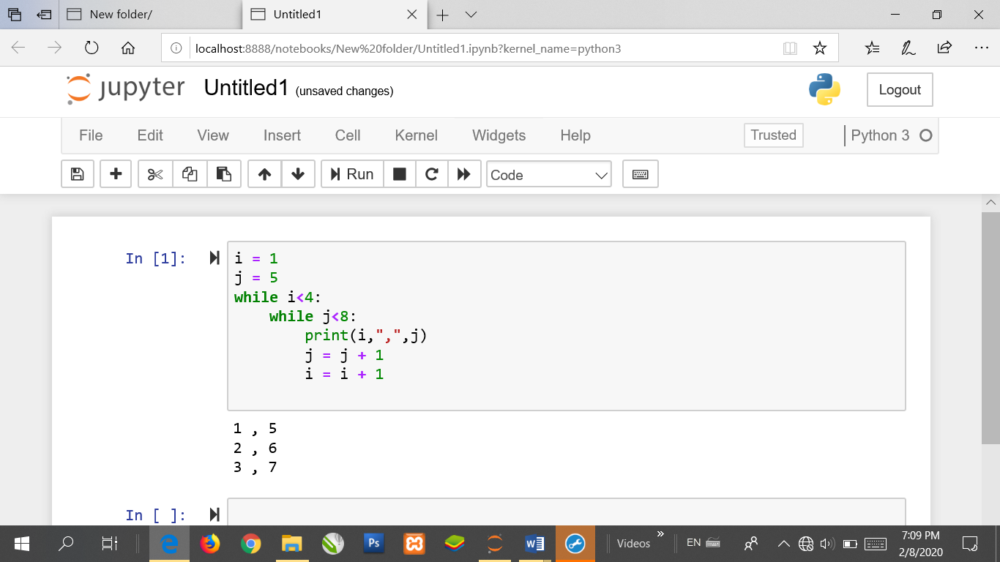 New folder/
Untitled1
localhost:8888/notebooks/New%20folder/Untitled1.ipynb?kernel_name=python3
jupyter Untitled1 (unsaved changes)
Logout
File Edit View Insert Cell Kernel Widgets Help Trusted Python 3
Run Code
In [1]:
i = 1
j = 5
while i<4:
    while j<8:
        print(i,",",j)
        j = j + 1
        i = i + 1
1 , 5
2 , 6
3 , 7
In [ ]:
Ps
Videos
EN
7:09 PM
2/8/2020